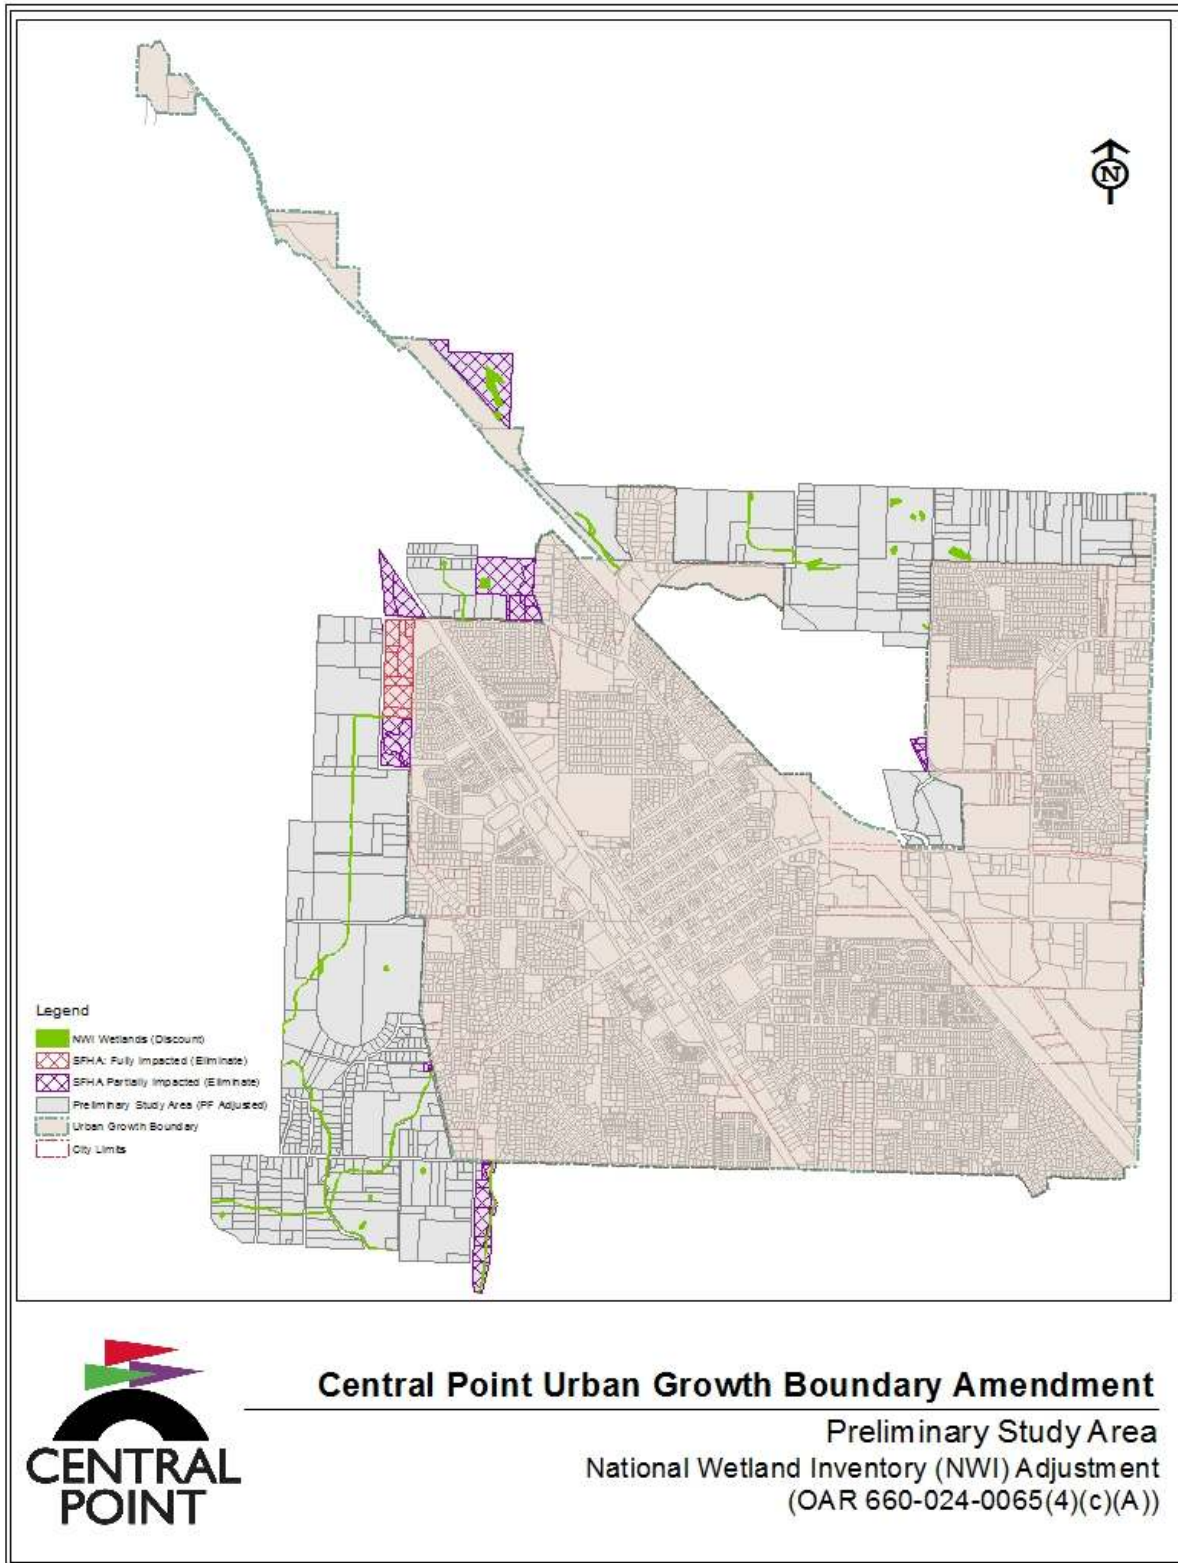 N
Legend
NWI Wetlands (Discount)
SFHA: Fully Impacted (Eliminate)
SFHA Partially Impacted (Eliminate)
Preliminary Study Area (PF Adjusted)
Urban Growth Boundary
City Limits
CENTRAL
POINT
Central Point Urban Growth Boundary Amendment
Preliminary Study Area
National Wetland Inventory (NWI) Adjustment
(OAR 660-024-0065(4)(c)(A))